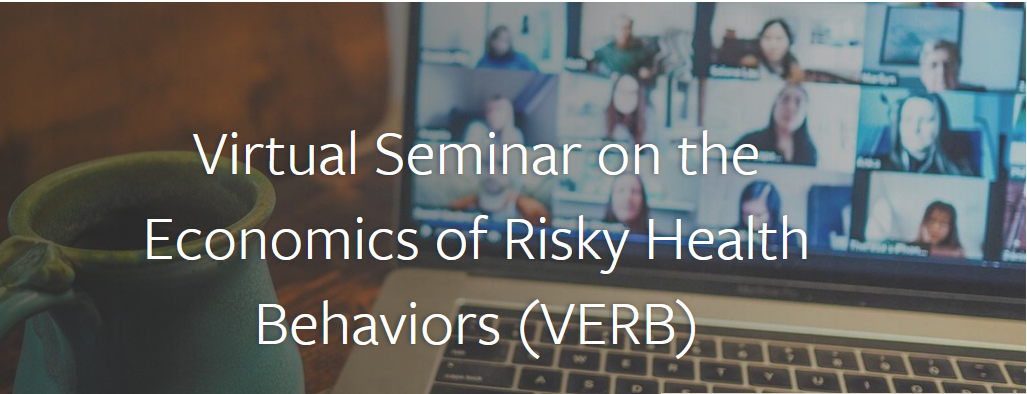 Virtual Seminar on the
Economics of Risky Health
Behaviors (VERB)